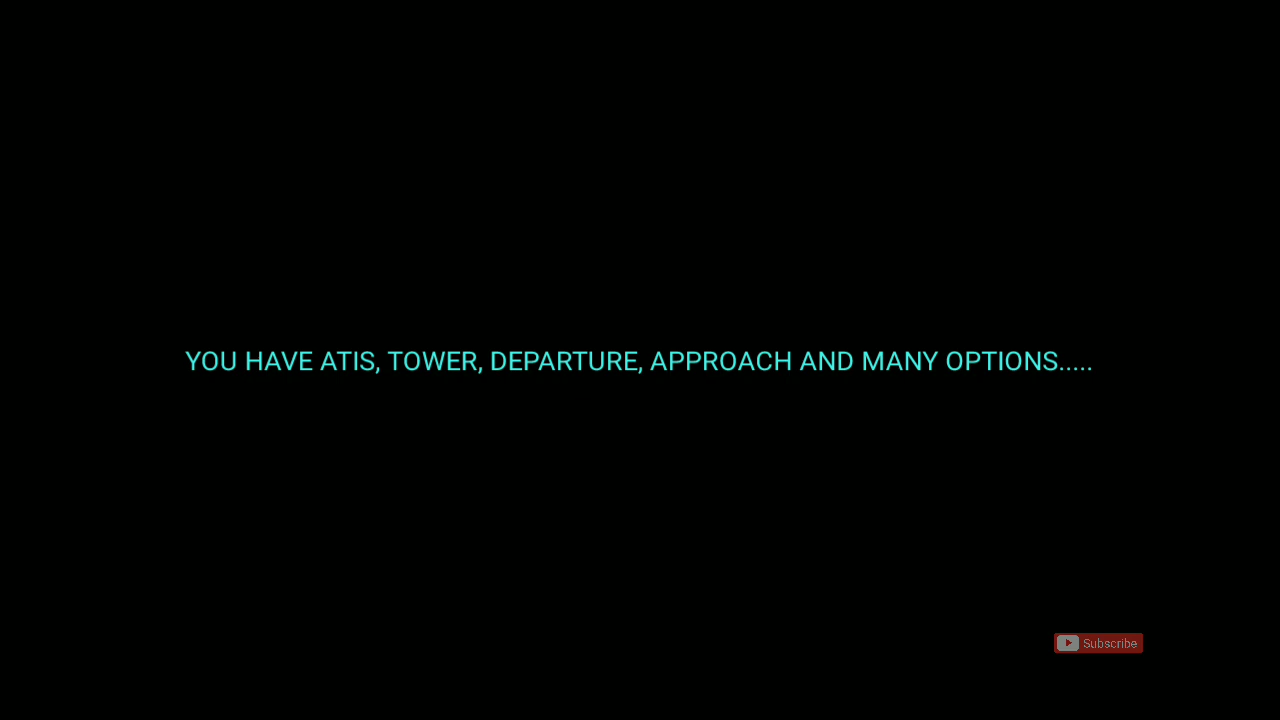 YOU HAVE ATIS, TOWER, DEPARTURE, APPROACH AND MANY OPTIONS.....
Subscribe